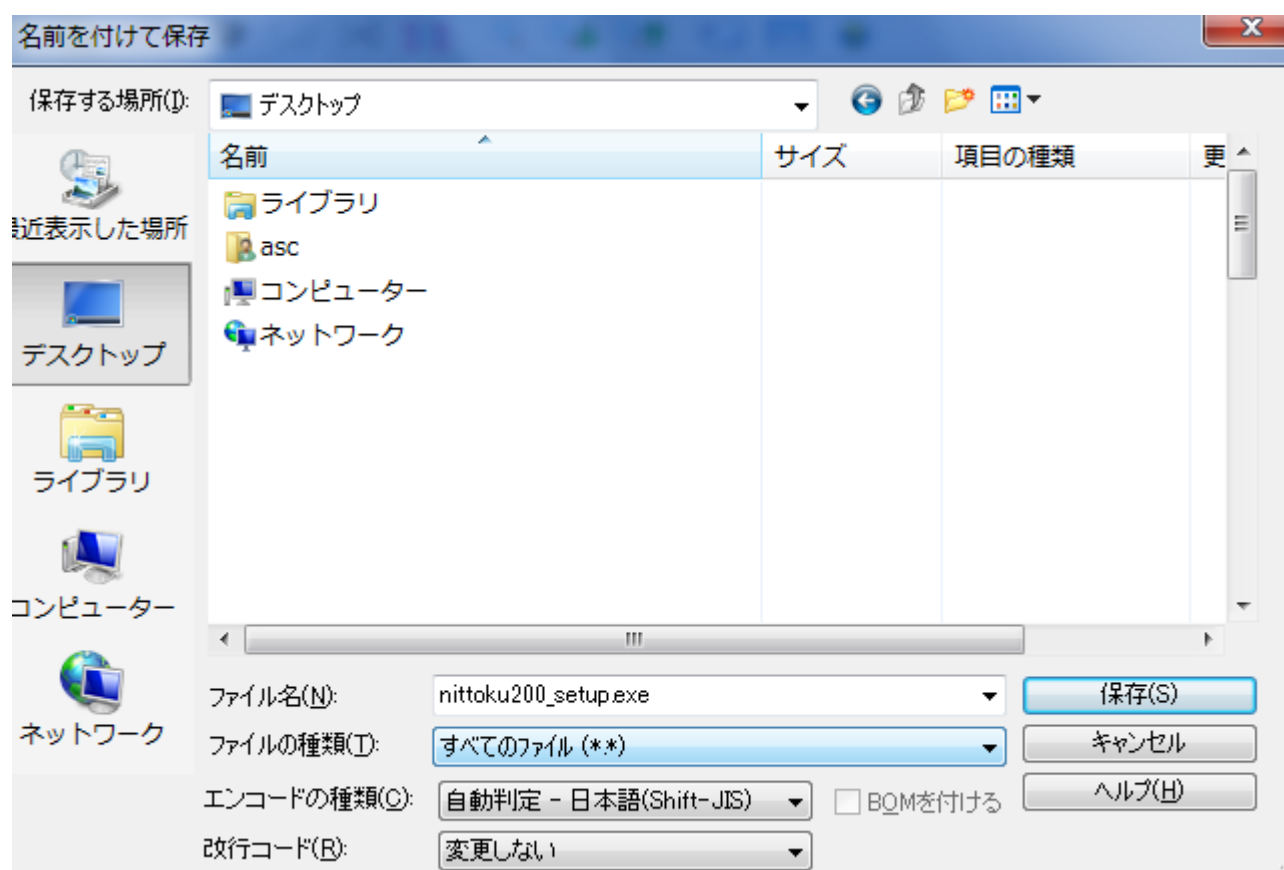 名前を付けて保存
保存する場所(I):
デスクトップ
名前
サイズ
項目の種類
更
ライブラリ
asc
コンピューター
ネットワーク
最近表示した場所
デスクトップ
ライブラリ
コンピューター
ネットワーク
ファイル名(N):
nittoku200_setup.exe
保存(S)
ファイルの種類(T):
すべてのファイル (*.*)
キャンセル
エンコードの種類(C):
自動判定 - 日本語(Shift-JIS)
BOMを付ける
ヘルプ(H)
改行コード(R):
変更しない